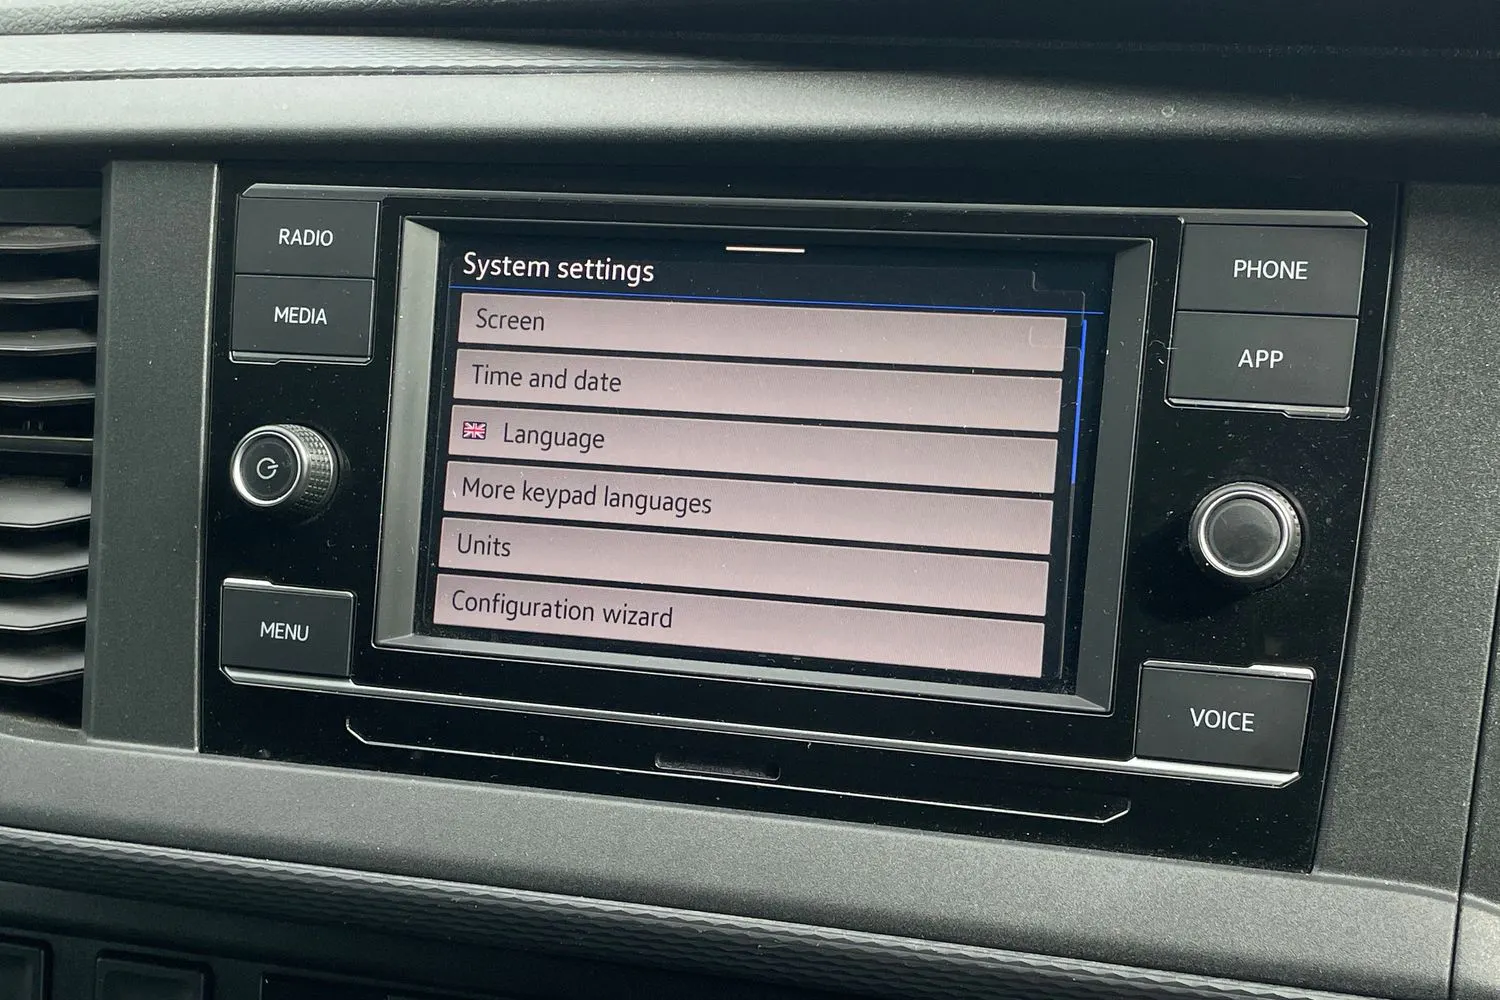 RADIO
MEDIA
MENU
System settings
Screen
Time and date
Language
More keypad languages
Units
Configuration wizard
PHONE
APP
VOICE